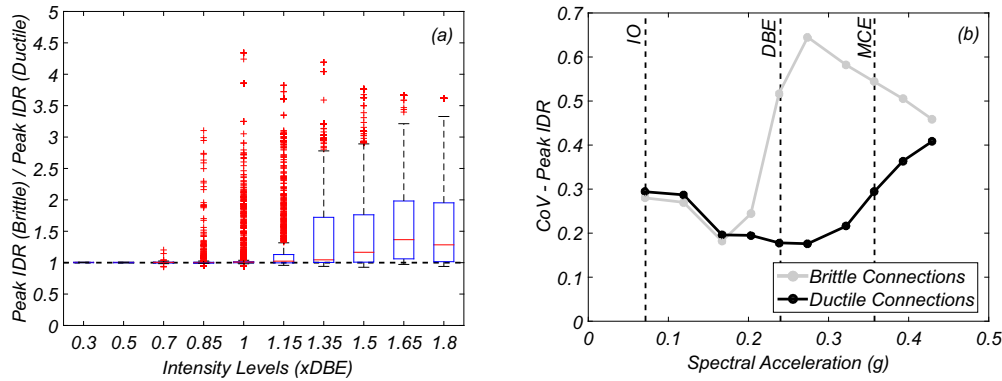 (a)
Peak IDR (Brittle) / Peak IDR (Ductile)
5
4.5
4
3.5
3
2.5
2
1.5
1
0.5
0
0.3 0.5 0.7 0.85 1 1.15 1.35 1.5 1.65 1.8
Intensity Levels (xDBE)
(b)
CoV - Peak IDR
0.7
0.6
0.5
0.4
0.3
0.2
0.1
0
IO
DBE
MCE
Brittle Connections
Ductile Connections
0 0.1 0.2 0.3 0.4 0.5
Spectral Acceleration (g)